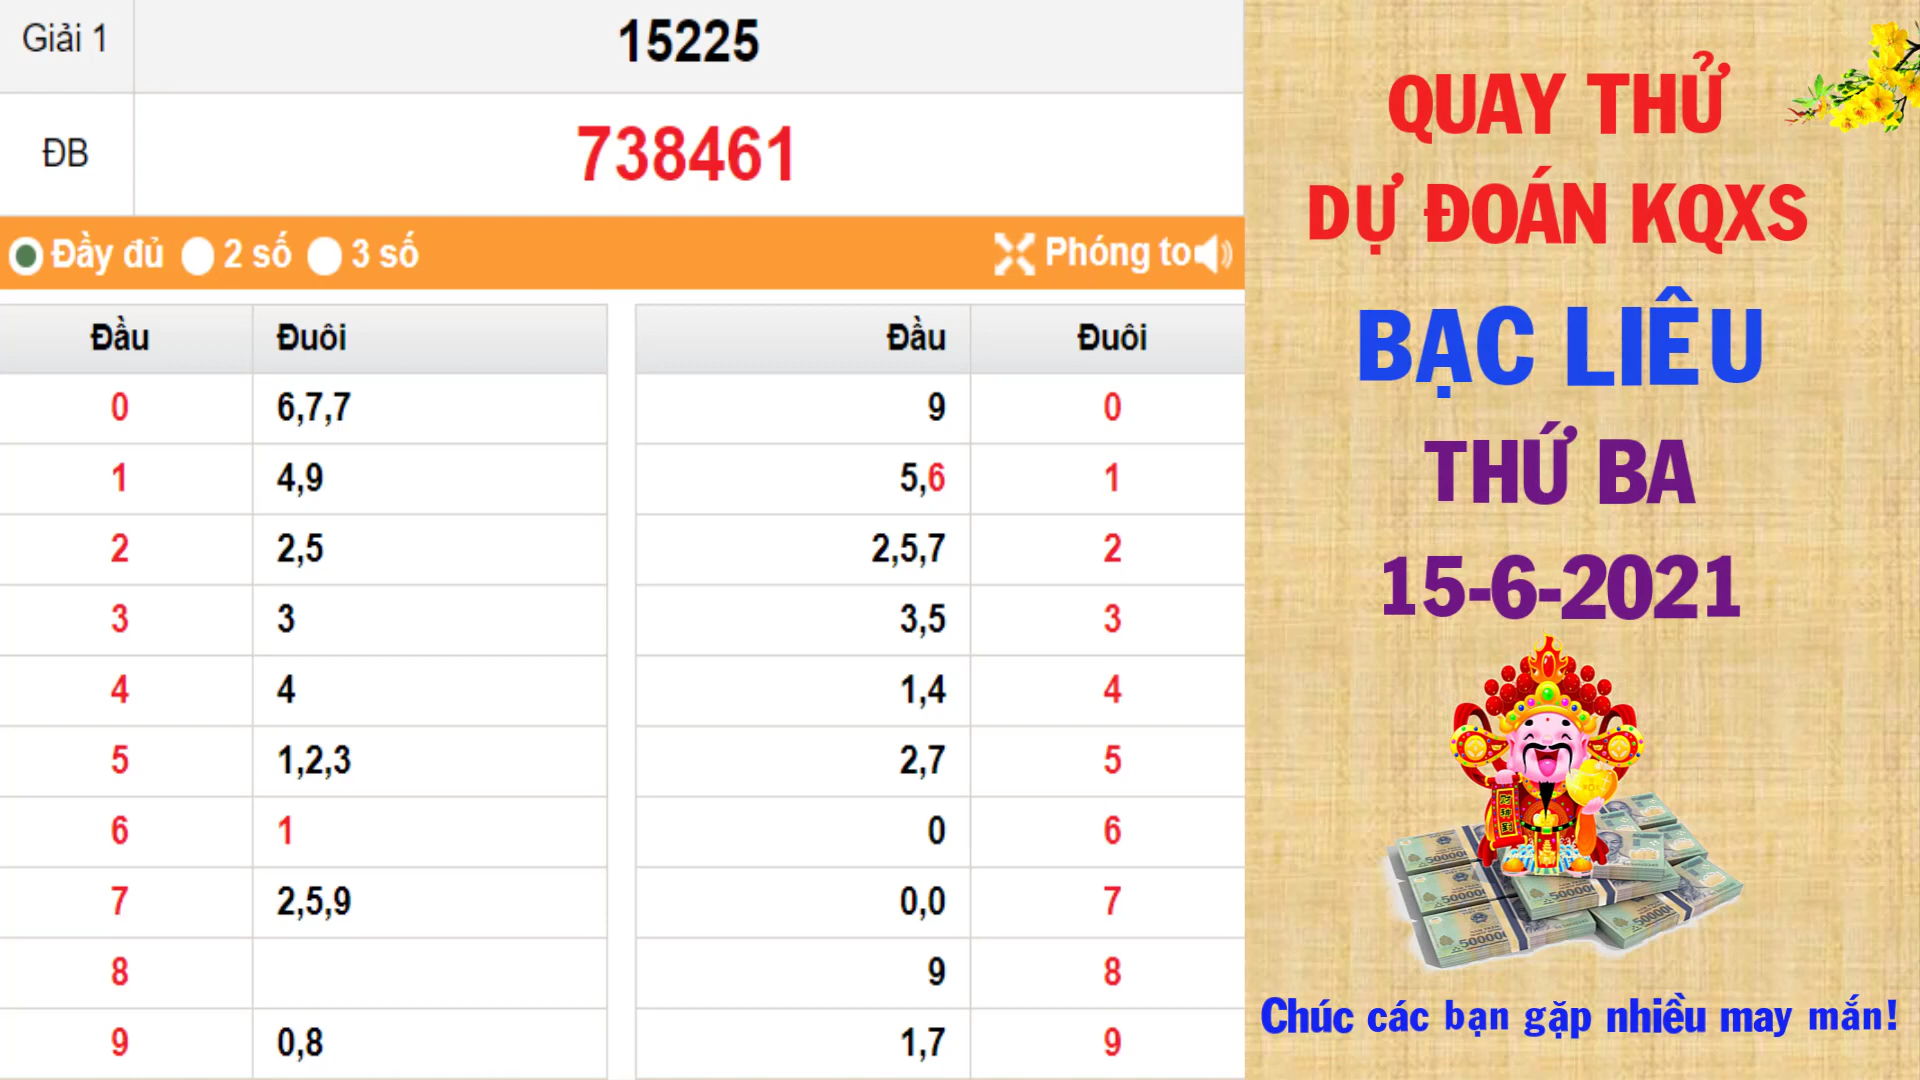 Giải 1 15225
ĐB 738461
Đầy đủ 2 số 3 số Phóng to
Đầu Đuôi Đầu Đuôi
0 6,7,7 9 0
1 4,9 5,6 1
2 2,5 2,5,7 2
3 3 3,5 3
4 4 1,4 4
5 1,2,3 2,7 5
6 1 0 6
7 2,5,9 0,0 7
8 9 8
9 0,8 1,7 9
QUAY THỬ
DỰ ĐOÁN KQXS
BẠC LIÊU
THỨ BA
15-6-2021
Chúc các bạn gặp nhiều may mắn!